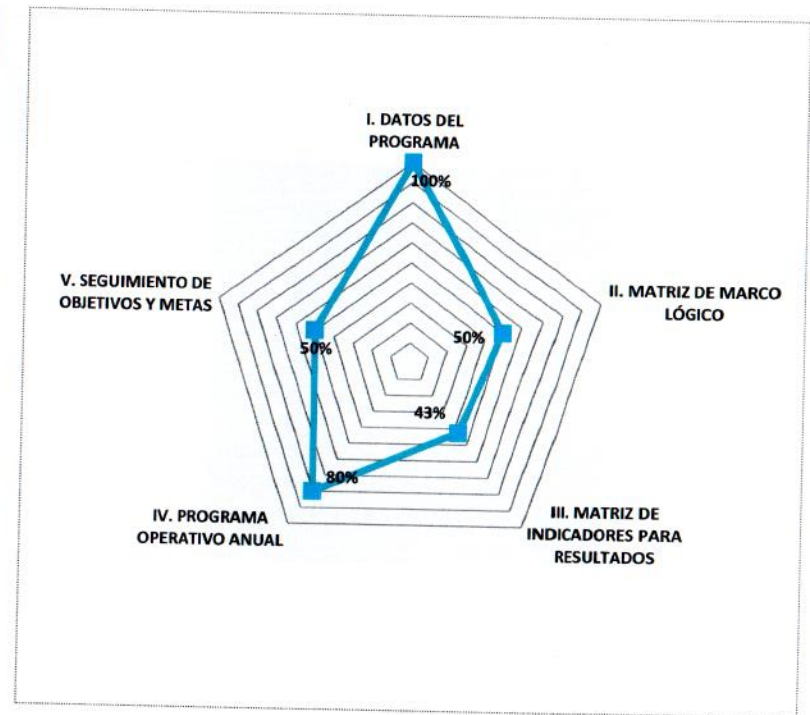 I. DATOS DEL
PROGRAMA
100%
II. MATRIZ DE MARCO
LÓGICO
50%
43%
III. MATRIZ DE
INDICADORES PARA
RESULTADOS
80%
IV. PROGRAMA
OPERATIVO ANUAL
V. SEGUIMIENTO DE
OBJETIVOS Y METAS
50%